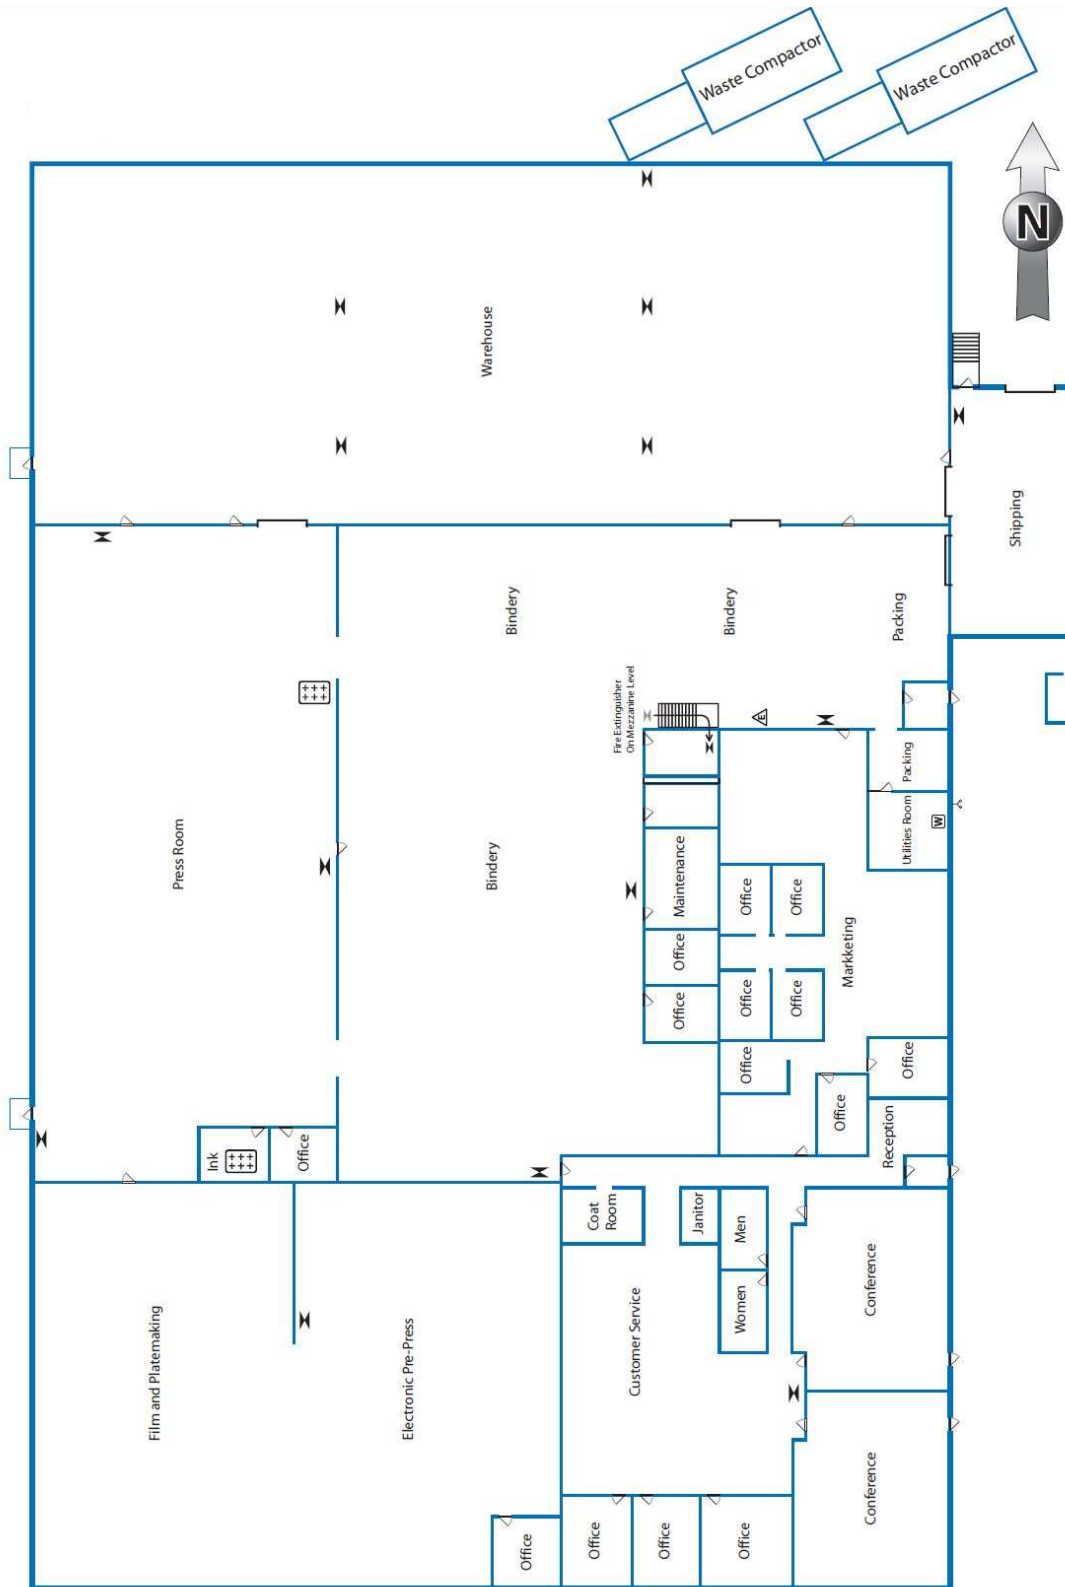 Waste Compactor
Waste Compactor
N
Warehouse
Shipping
Bindery
Bindery
Packing
Fire Extinguisher
On Mezzanine Level
E
Press Room
Bindery
Packing
Utilities Room
W
Maintenance
Office
Office
Office
Office
Markketing
Office
Office
Office
Office
Office
Office
Reception
Ink
Office
Coat
Room
Janitor
Men
Women
Conference
Film and Platemaking
Electronic Pre-Press
Customer Service
Conference
Office
Office
Office
Office